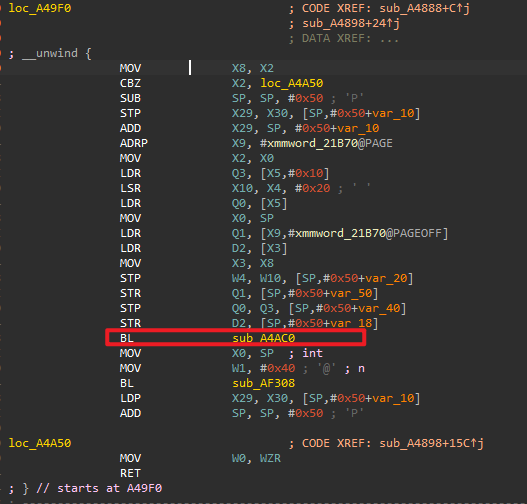 loc_A49F0 ; CODE XREF: sub_A4888+C↑j
; sub_A4898+24↑j
; DATA XREF: ...
; __unwind {
MOV X8, X2
CBZ X2, loc_A4A50
SUB SP, SP, #0x50 ; 'P'
STP X29, X30, [SP,#0x50+var_10]
ADD X29, SP, #0x50+var_10
ADRP X9, #xmmword_21B70@PAGE
MOV X2, X0
LDR Q3, [X5,#0x10]
LSR X10, X4, #0x20 ; ' '
LDR Q0, [X5]
MOV X0, SP
LDR Q1, [X9,#xmmword_21B70@PAGEOFF]
LDR D2, [X3]
MOV X3, X8
STP W4, W10, [SP,#0x50+var_20]
STR Q1, [SP,#0x50+var_50]
STP Q0, Q3, [SP,#0x50+var_40]
STR D2, [SP,#0x50+var_18]
BL sub_A4AC0
MOV X0, SP ; int
MOV W1, #0x40 ; '@' ; n
BL sub_AF308
LDP X29, X30, [SP,#0x50+var_10]
ADD SP, SP, #0x50 ; 'P'
loc_A4A50 ; CODE XREF: sub_A4898+15C↑j
MOV W0, WZR
RET
; } // starts at A49F0